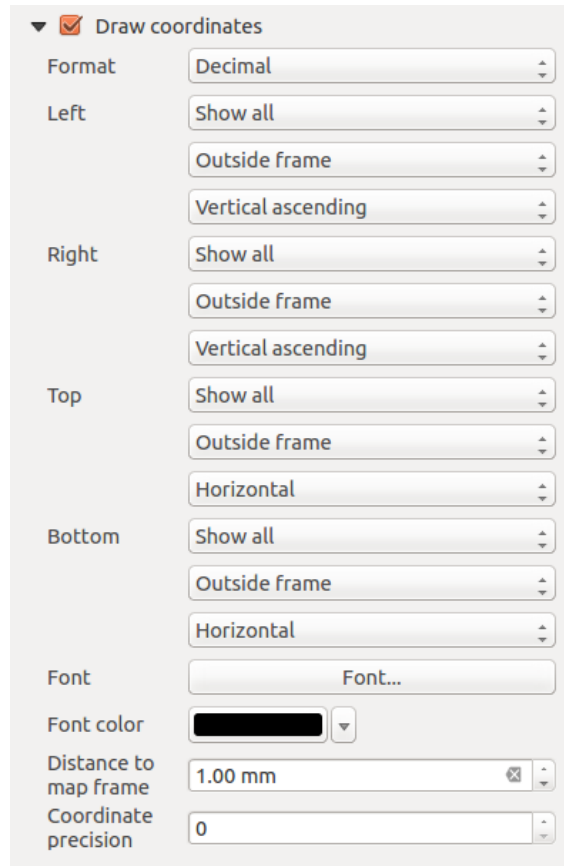 Draw coordinates
Format Decimal
Left Show all
Outside frame
Vertical ascending
Right Show all
Outside frame
Vertical ascending
Top Show all
Outside frame
Horizontal
Bottom Show all
Outside frame
Horizontal
Font Font...
Font color
Distance to
map frame 1.00 mm
Coordinate
precision 0